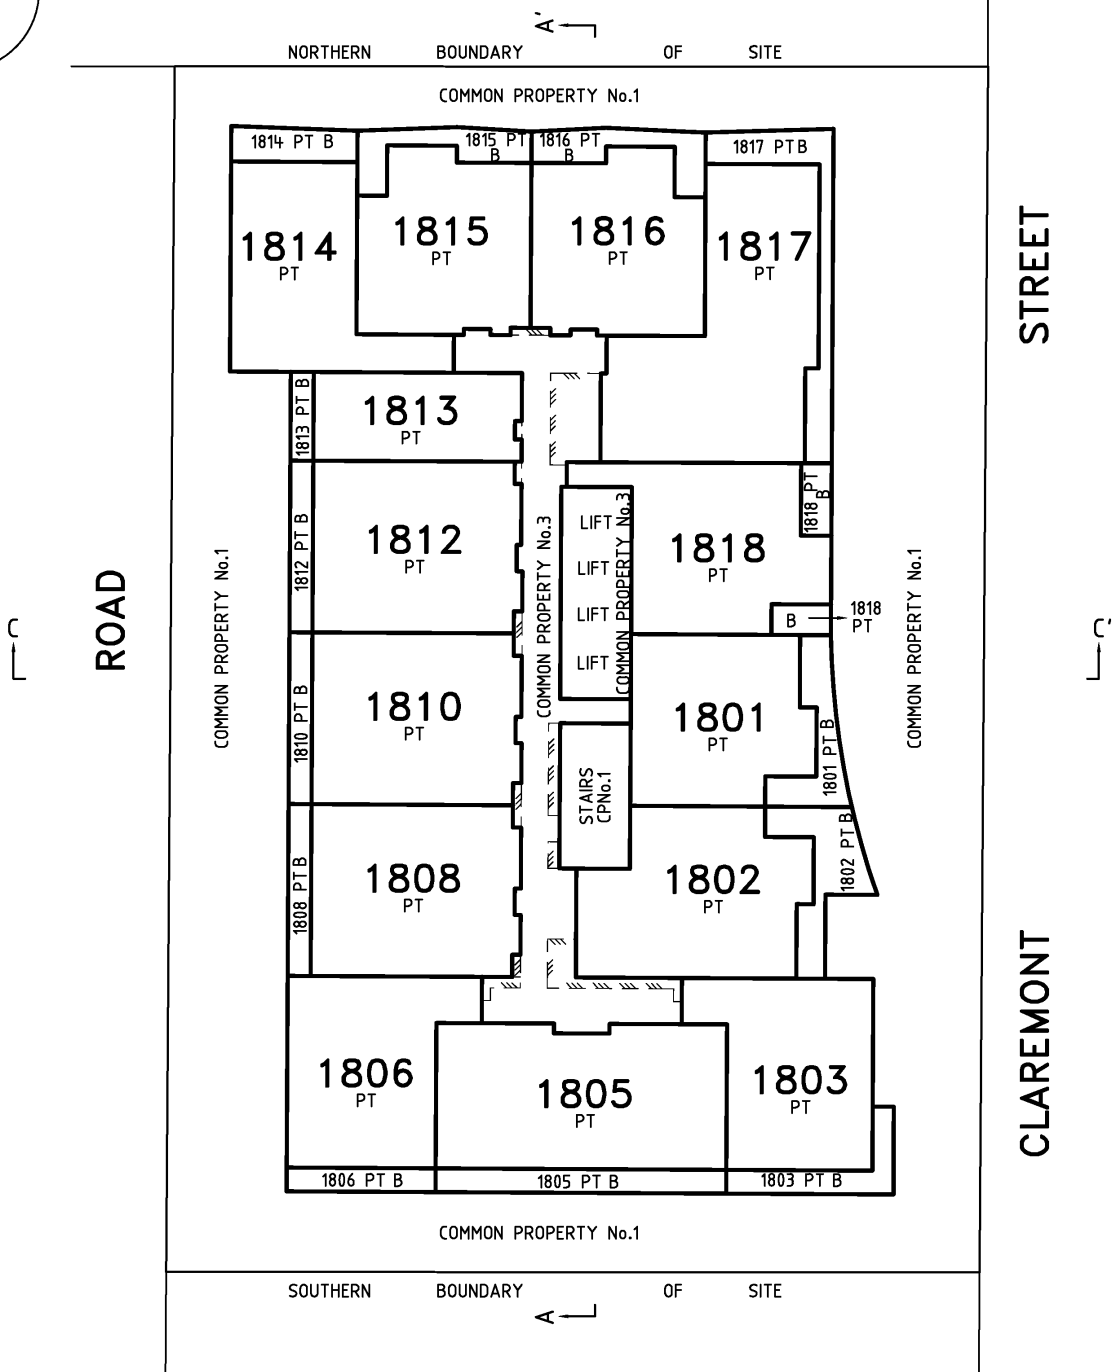 A'
NORTHERN BOUNDARY OF SITE
COMMON PROPERTY No.1
1814 PT B
1815 PT
B
1816 PT
B
1817 PT B
1814
PT
1815
PT
1816
PT
1817
PT
STREET
1813 PT B
1813
PT
1812 PT B
1812
PT
COMMON PROPERTY No.3
LIFT
LIFT
LIFT
LIFT
COMMON PROPERTY No.3
1818
PT
1818 PT
B
B
1818
PT
C
ROAD
COMMON PROPERTY No.1
COMMON PROPERTY No.1
C'
1810 PT B
1810
PT
1801
PT
1801 PT B
STAIRS
CPNo.1
1808 PT B
1808
PT
1802
PT
1802 PT B
CLAREMONT
1806
PT
1805
PT
1803
PT
1806 PT B
1805 PT B
1803 PT B
COMMON PROPERTY No.1
SOUTHERN BOUNDARY OF SITE
A